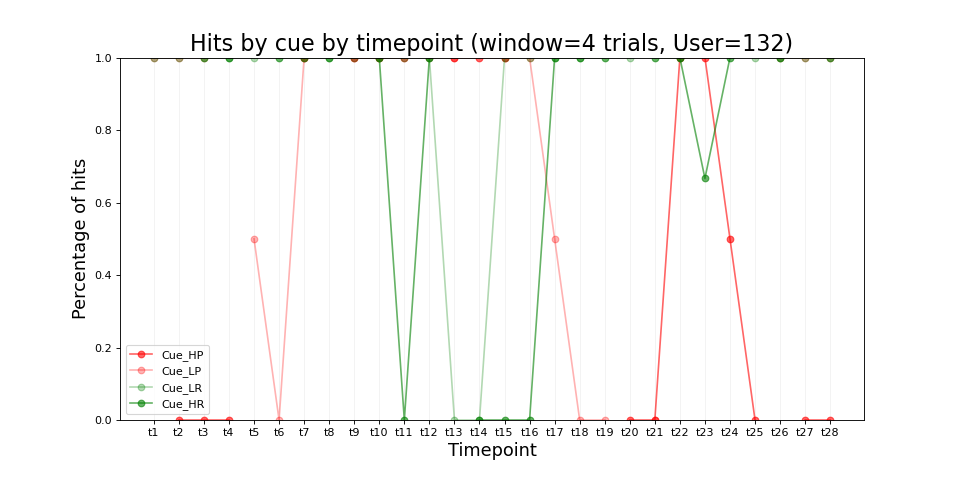 Hits by cue by timepoint (window=4 trials, User=132)
Percentage of hits
1.0
0.8
0.6
0.4
0.2
0.0
Cue_HP
Cue_LP
Cue_LR
Cue_HR
t1 t2 t3 t4 t5 t6 t7 t8 t9 t10 t11 t12 t13 t14 t15 t16 t17 t18 t19 t20 t21 t22 t23 t24 t25 t26 t27 t28
Timepoint